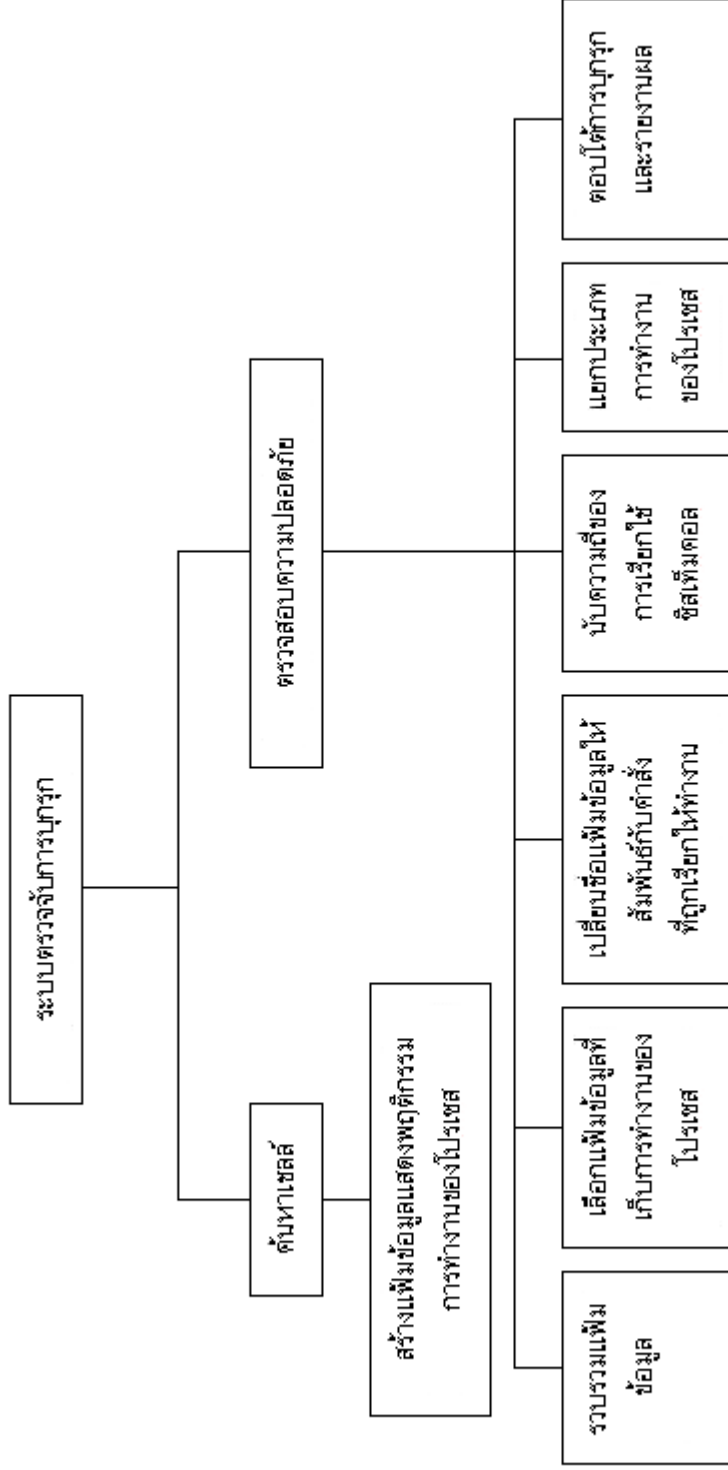 ระบบตรวจจับการบุกรุก
ค้นหาเชลล์
ตรวจสอบความปลอดภัย
สร้างแฟ้มข้อมูลแสดงพฤติกรรม
การทำงานของโปรเซส
รวบรวมแฟ้ม
ข้อมูล
เลือกแฟ้มข้อมูลที่
เก็บการทำงานของ
โปรเซส
เปลี่ยนชื่อแฟ้มข้อมูลให้
สัมพันธ์กับคำสั่ง
ที่ถูกเรียกให้ทำงาน
นับความถี่ของ
การเรียกใช้
ซิสเท็มคอล
แยกประเภท
การทำงาน
ของโปรเซส
ตอบโต้การบุกรุก
และรายงานผล